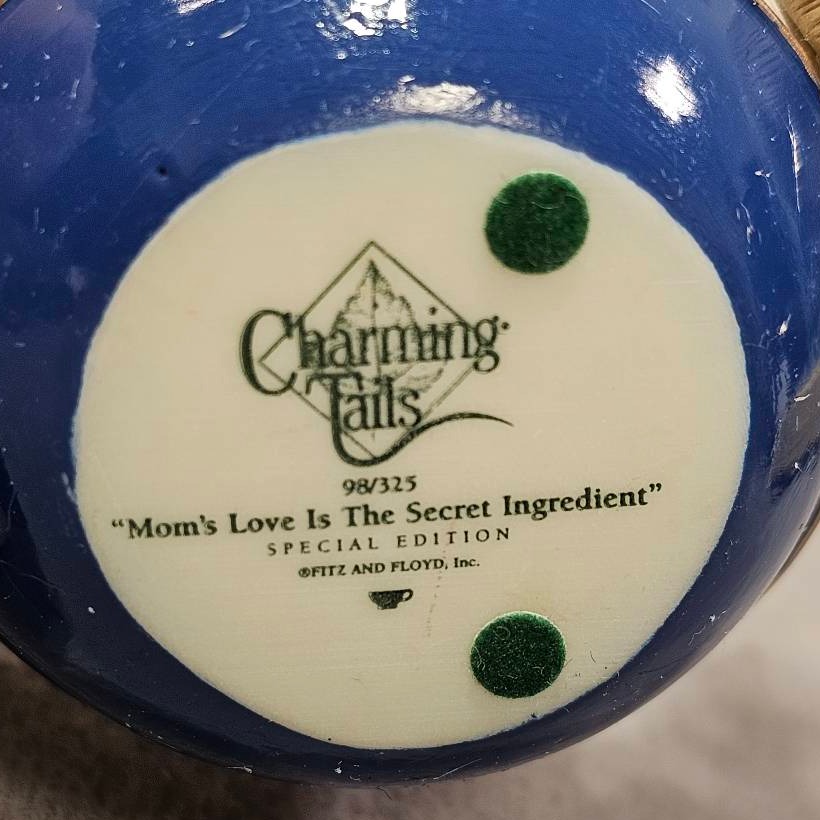 Charming
Tails
98/325
“Mom's Love Is The Secret Ingredient”
SPECIAL EDITION
®FITZ AND FLOYD, Inc.